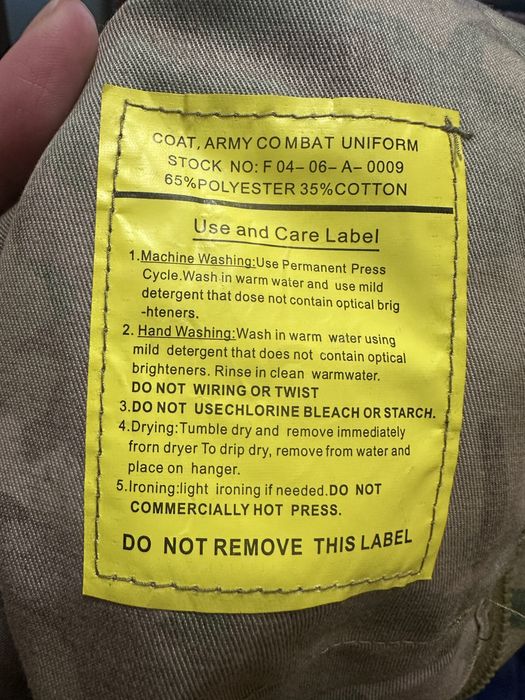 COAT, ARMY COMBAT UNIFORM
STOCK NO: F 04-06-A-0009
65%POLYESTER 35%COTTON
Use and Care Label
1.Machine Washing:Use Permanent Press
Cycle.Wash in warm water and use mild
detergent that dose not contain optical brig
-hteners.
2. Hand Washing:Wash in warm water using
mild detergent that does not contain optical
brighteners. Rinse in clean warmwater.
DO NOT WIRING OR TWIST
3.DO NOT USECHLORINE BLEACH OR STARCH.
4.Drying:Tumble dry and remove immediately
frorn dryer To drip dry, remove from water and
place on hanger.
5.Ironing:light ironing if needed.DO NOT
COMMERCIALLY HOT PRESS.
DO NOT REMOVE THIS LABEL